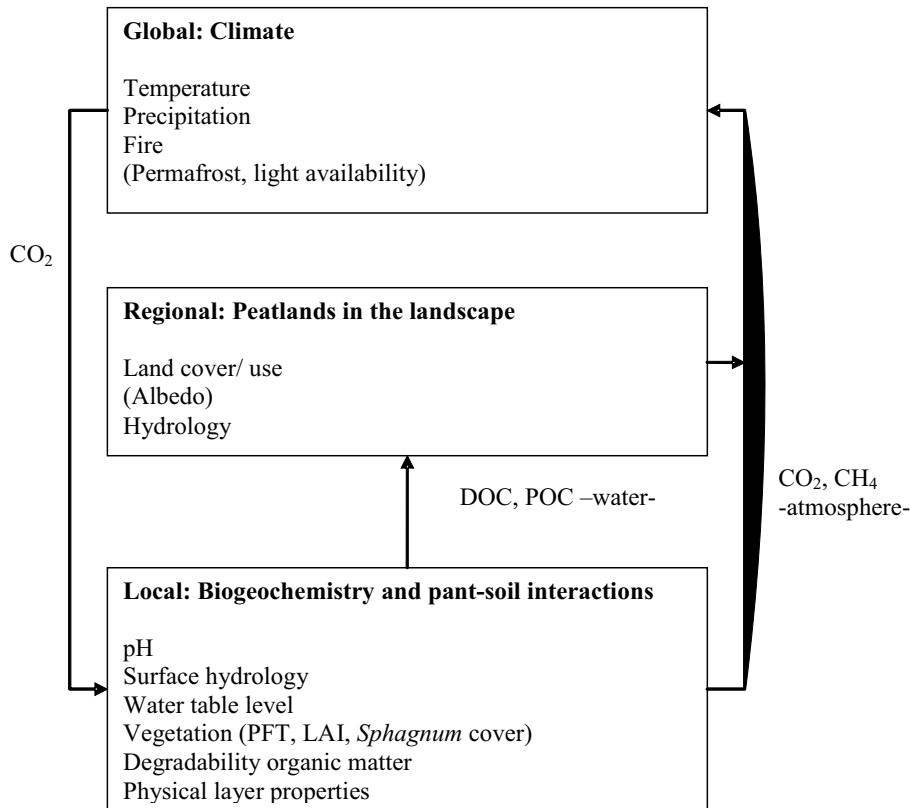 Global: Climate
Temperature
Precipitation
Fire
(Permafrost, light availability)
CO₂
Regional: Peatlands in the landscape
Land cover/ use
(Albedo)
Hydrology
DOC, POC –water-
CO₂, CH₄
-atmosphere-
Local: Biogeochemistry and pant-soil interactions
pH
Surface hydrology
Water table level
Vegetation (PFT, LAI, Sphagnum cover)
Degradability organic matter
Physical layer properties